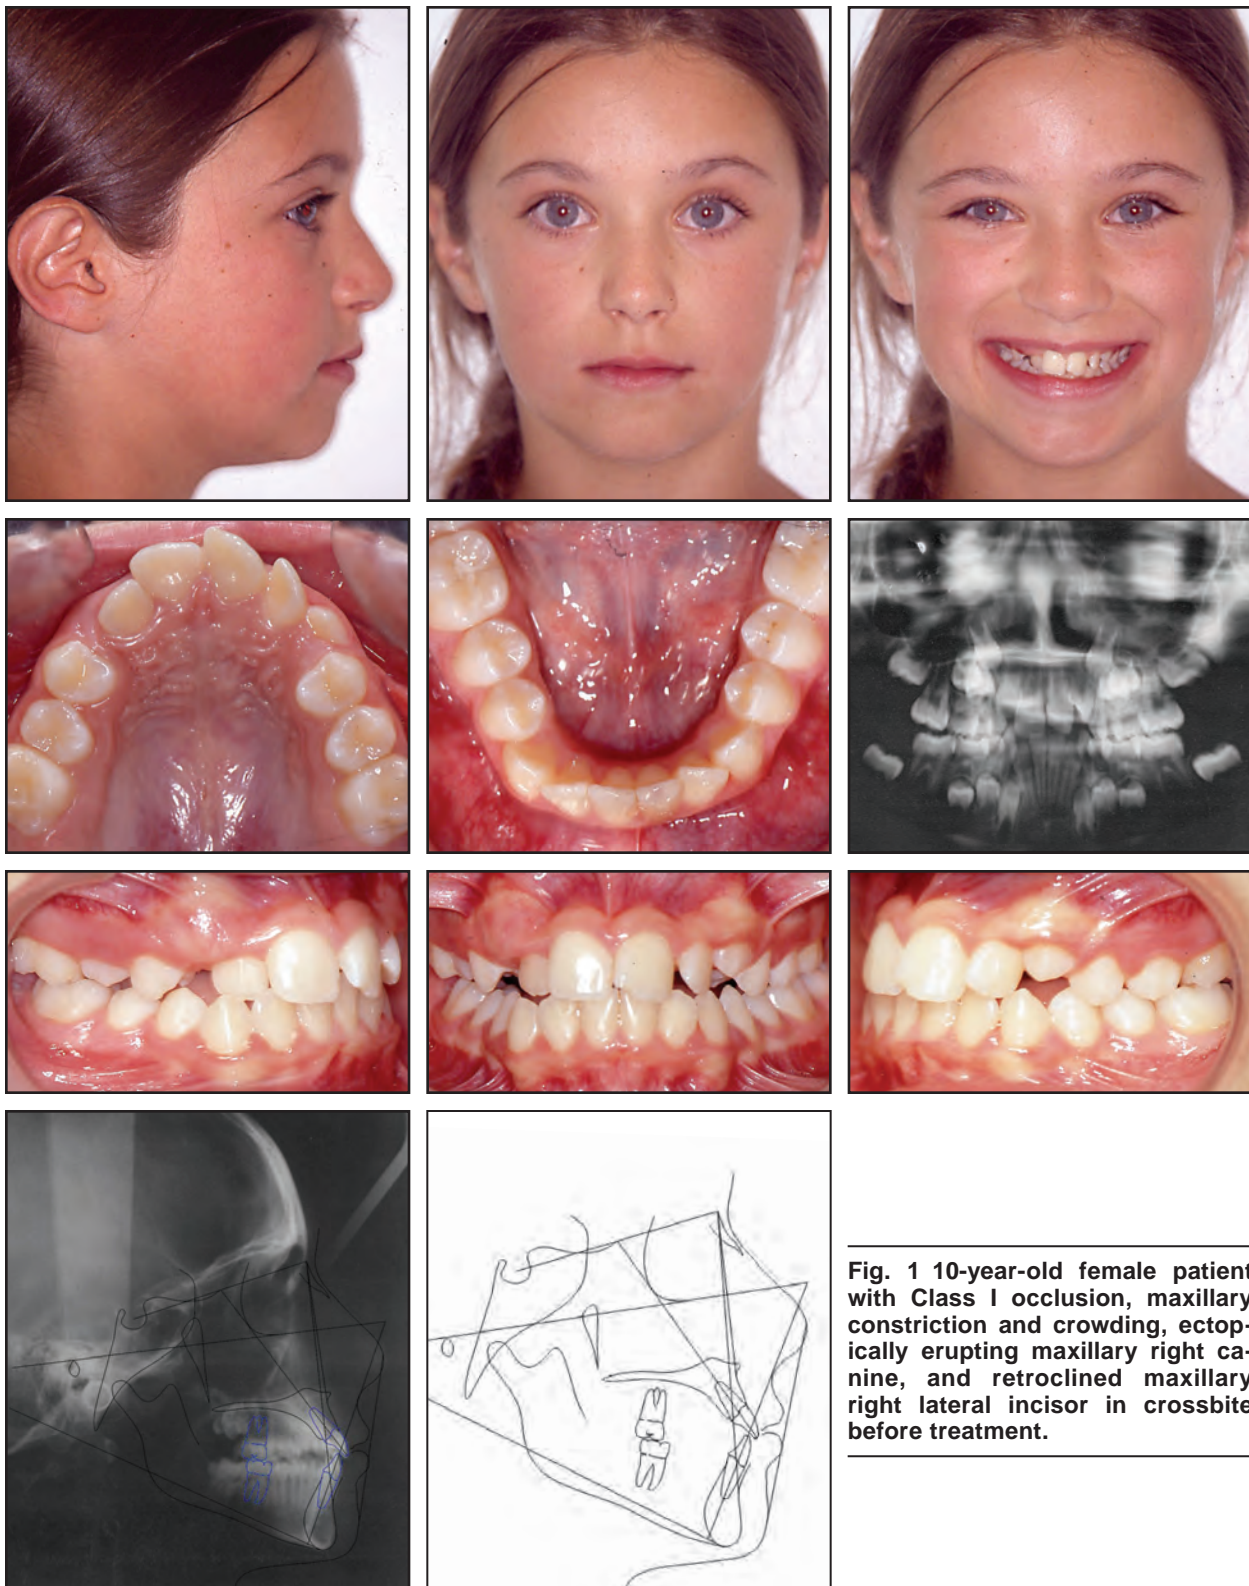 Fig. 1 10-year-old female patient
with Class I occlusion, maxillary
constriction and crowding, ectop-
ically erupting maxillary right ca-
nine, and retroclined maxillary
right lateral incisor in crossbite
before treatment.